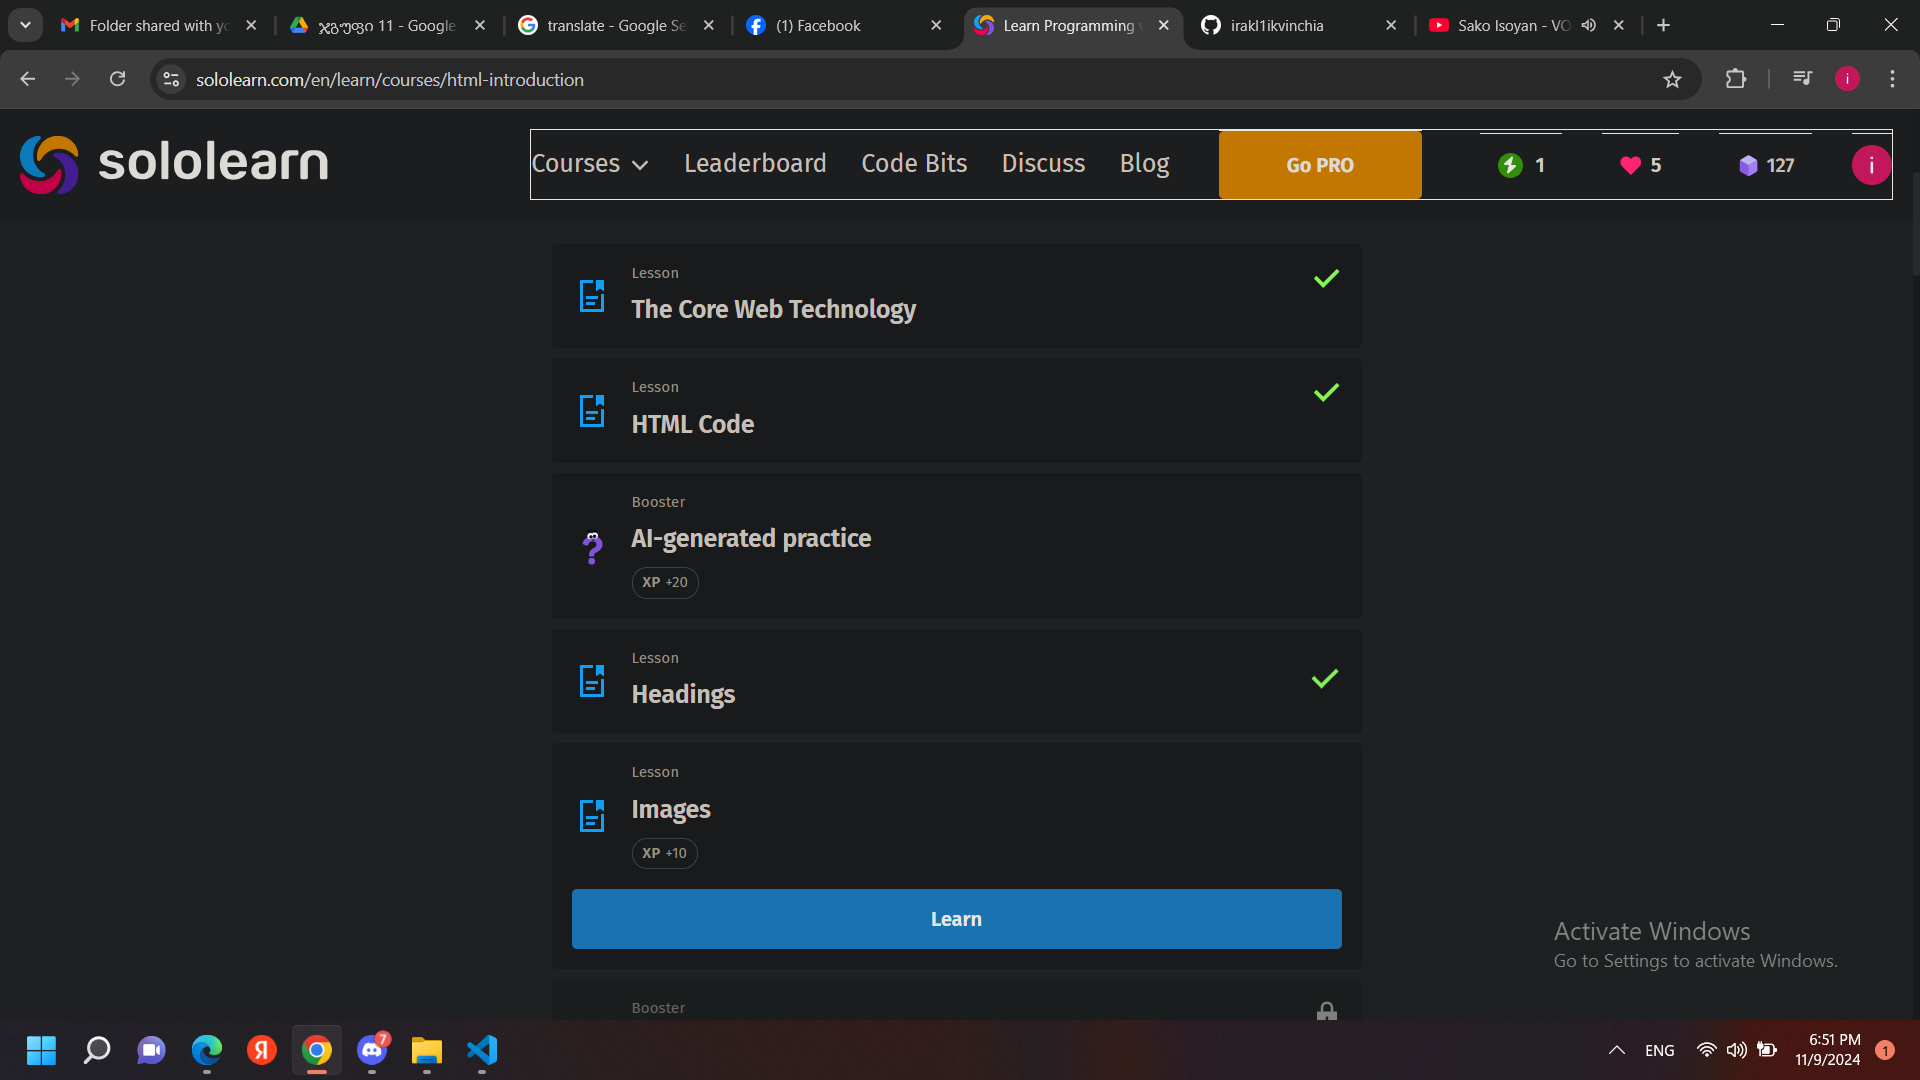 Folder shared with yo
ჯგუფი 11 - Google
translate - Google Se
(1) Facebook
Learn Programming
irakl1ikvinchia
Sako Isoyan - VO
sololearn.com/en/learn/courses/html-introduction
i
sololearn
Courses
Leaderboard
Code Bits
Discuss
Blog
Go PRO
1
5
127
i
Lesson
The Core Web Technology
Lesson
HTML Code
Booster
AI-generated practice
XP +20
Lesson
Headings
Lesson
Images
XP +10
Learn
Booster
Activate Windows
Go to Settings to activate Windows.
Я
7
ENG
6:51 PM
11/9/2024
1